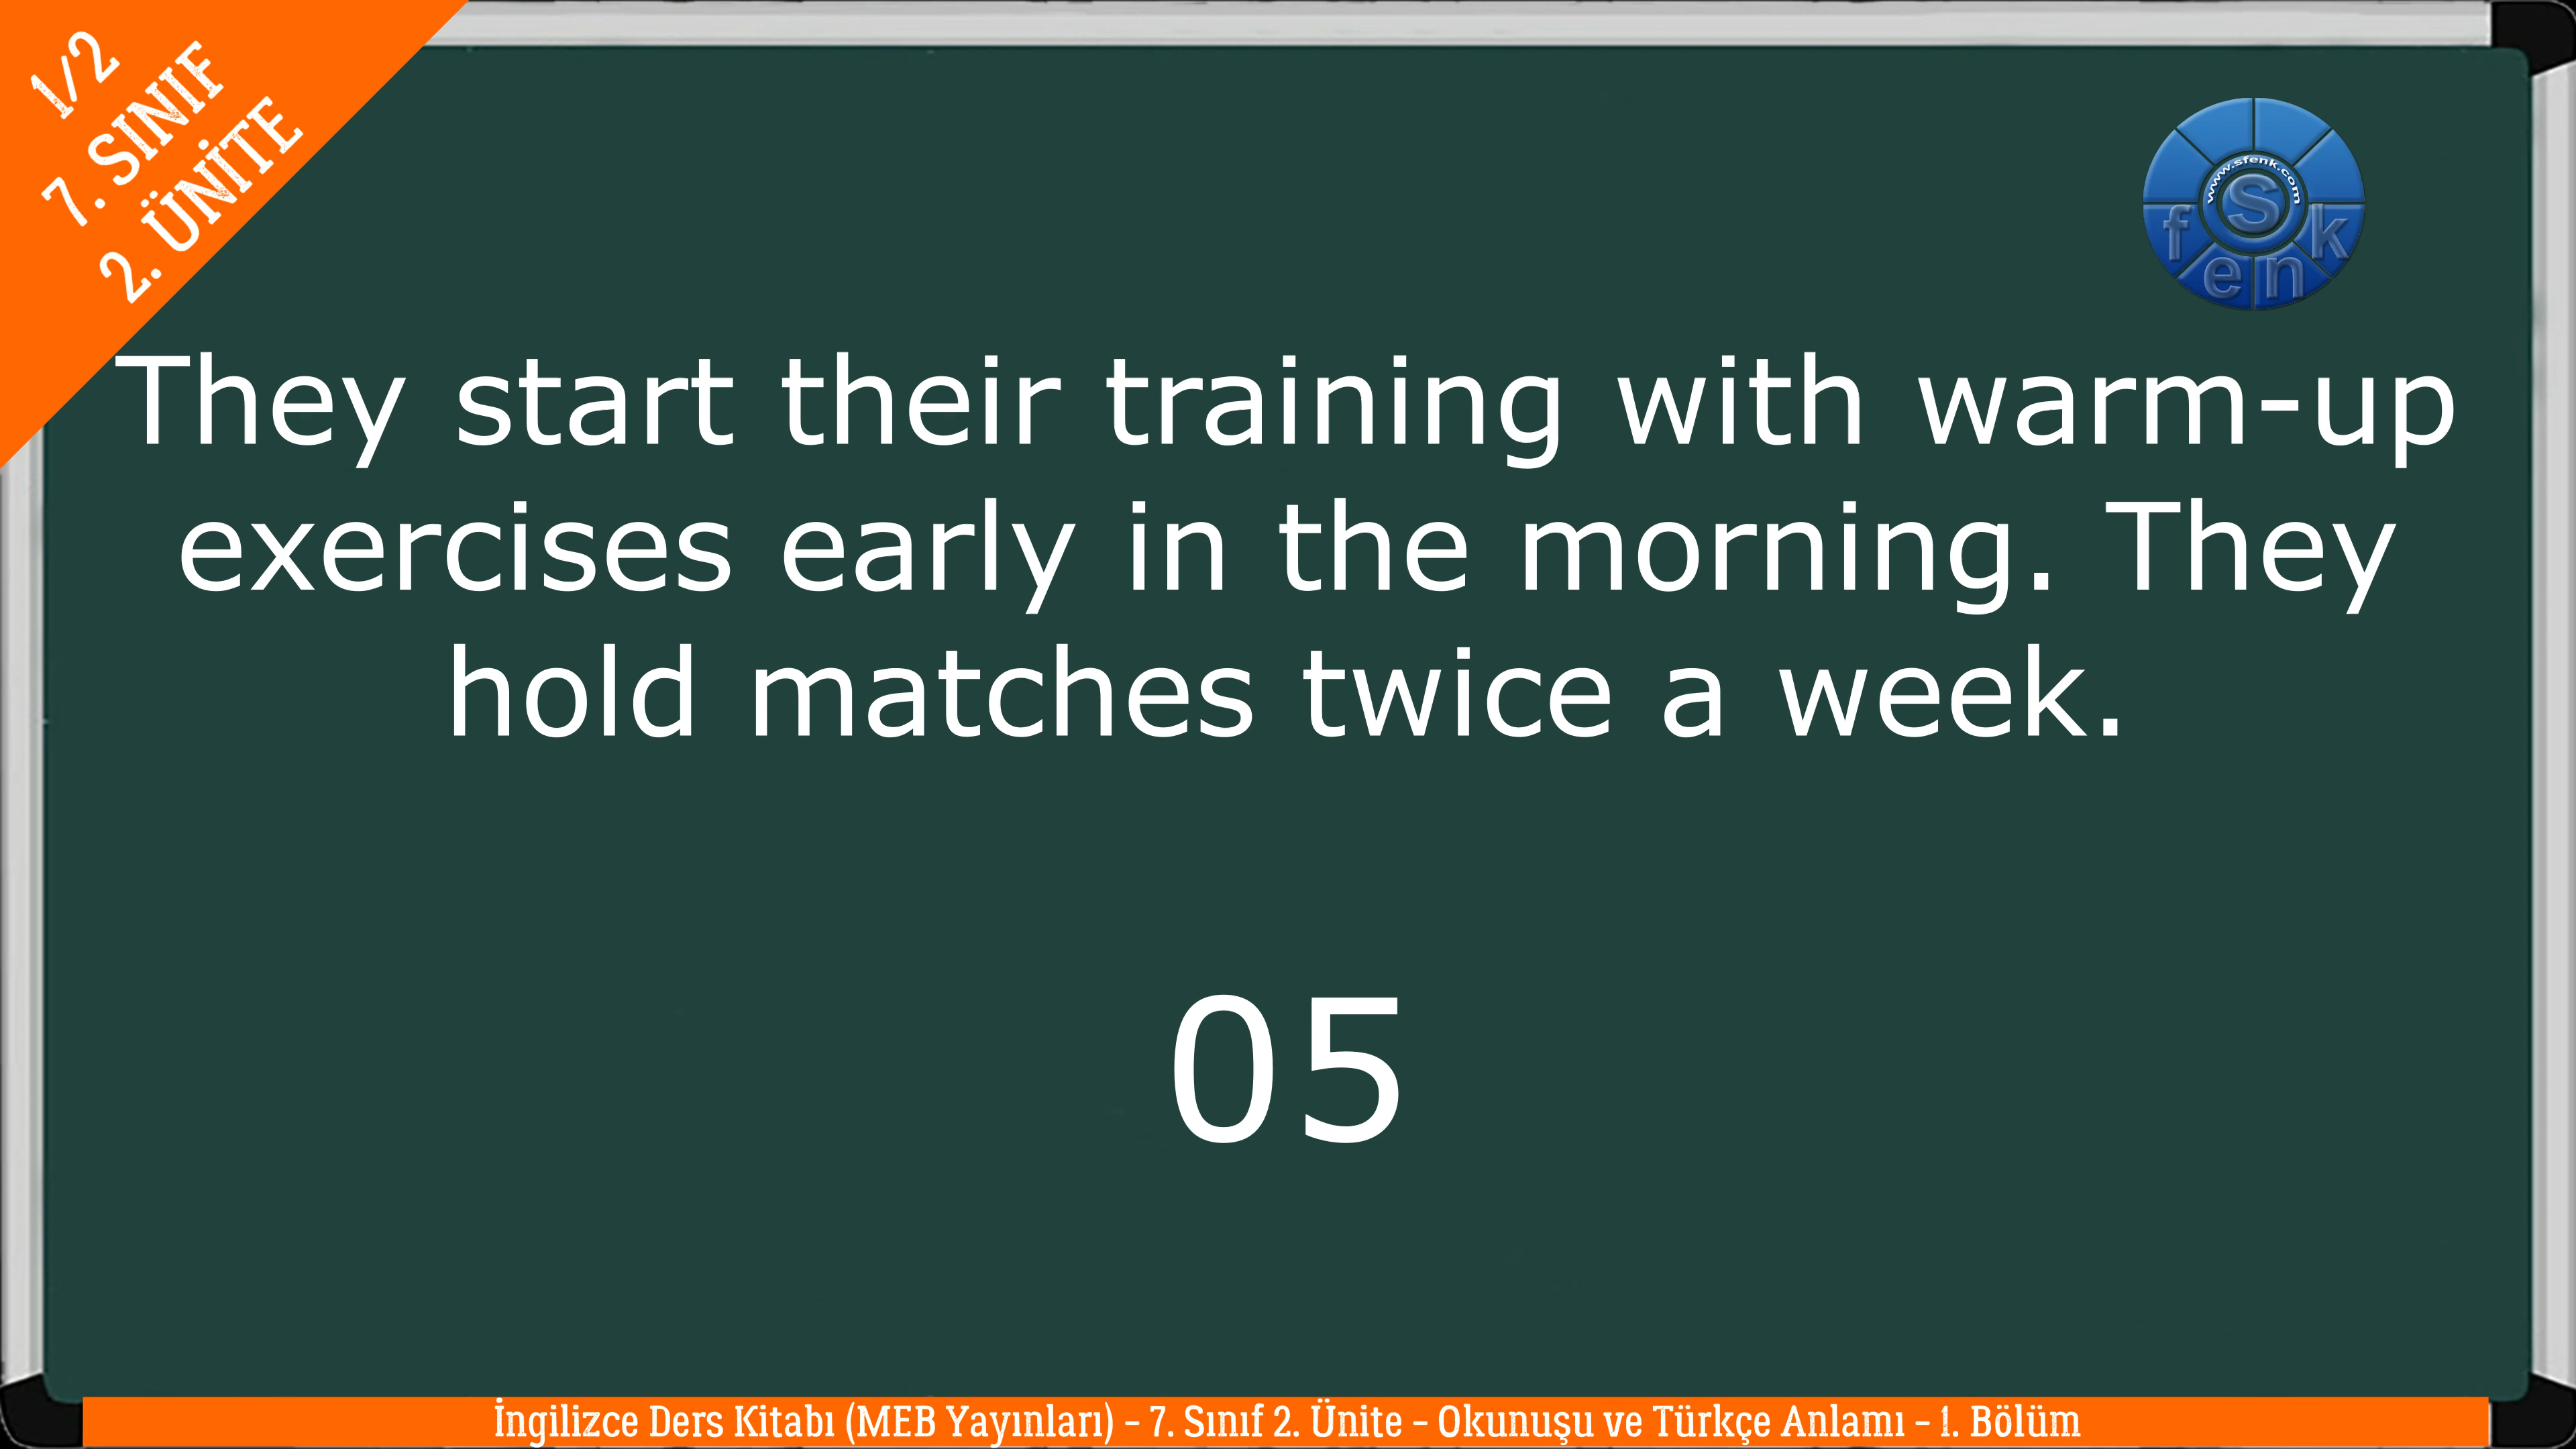 1/2
7. SINIF
2. ÜNİTE
www.sfenk.com
S
f e n k
They start their training with warm-up
exercises early in the morning. They
hold matches twice a week.
05
İngilizce Ders Kitabı (MEB Yayınları) – 7. Sınıf 2. Ünite – Okunuşu ve Türkçe Anlamı – 1. Bölüm